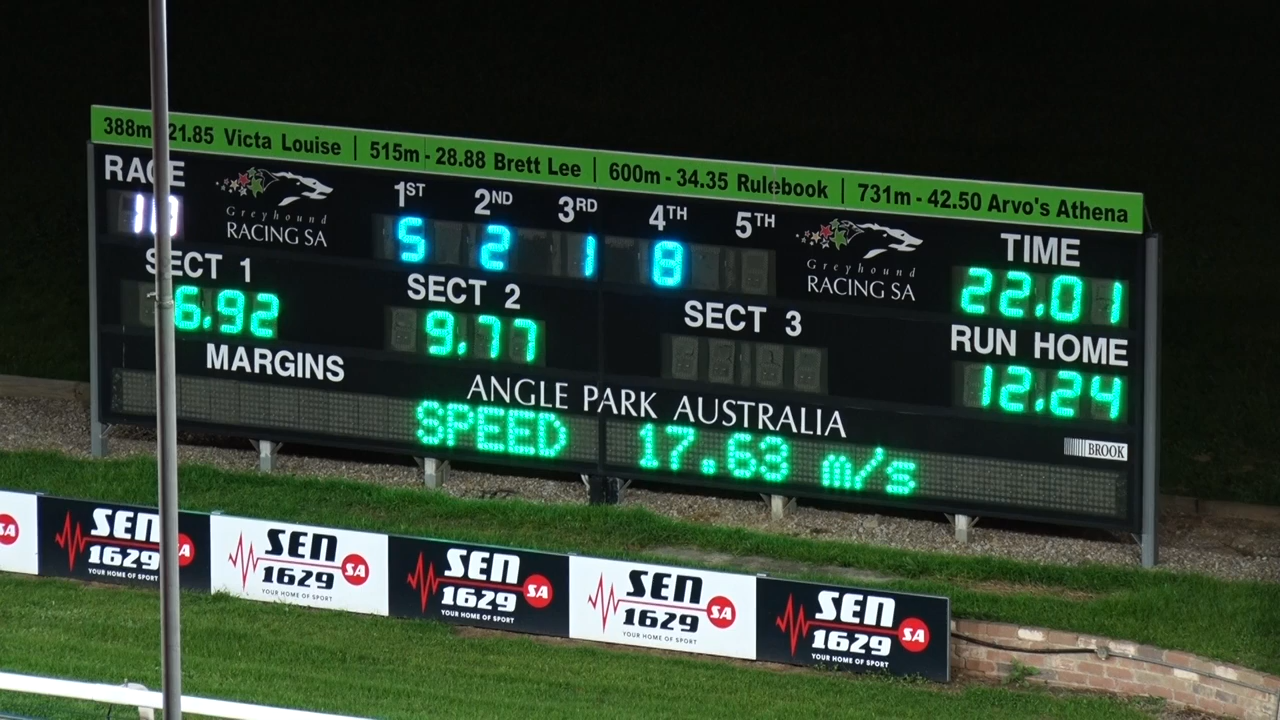 388m 21.85 Victa Louise | 515m - 28.88 Brett Lee | 600m - 34.35 Rulebook | 731m - 42.50 Arvo's Athena
RACE
10
Greyhound
RACING SA
1ST 2ND 3RD 4TH 5TH
5 2 1 8
Greyhound
RACING SA
TIME
22.01
SECT 1
6.92
SECT 2
9.77
SECT 3
RUN HOME
12.24
MARGINS
ANGLE PARK AUSTRALIA
SPEED 17.63 m/s
BROOK
SA
SEN
1629 SA
YOUR HOME OF SPORT
SEN
1629 SA
YOUR HOME OF SPORT
SEN
1629 SA
YOUR HOME OF SPORT
SEN
1629 SA
YOUR HOME OF SPORT
SEN
1629 SA
YOUR HOME OF SPORT